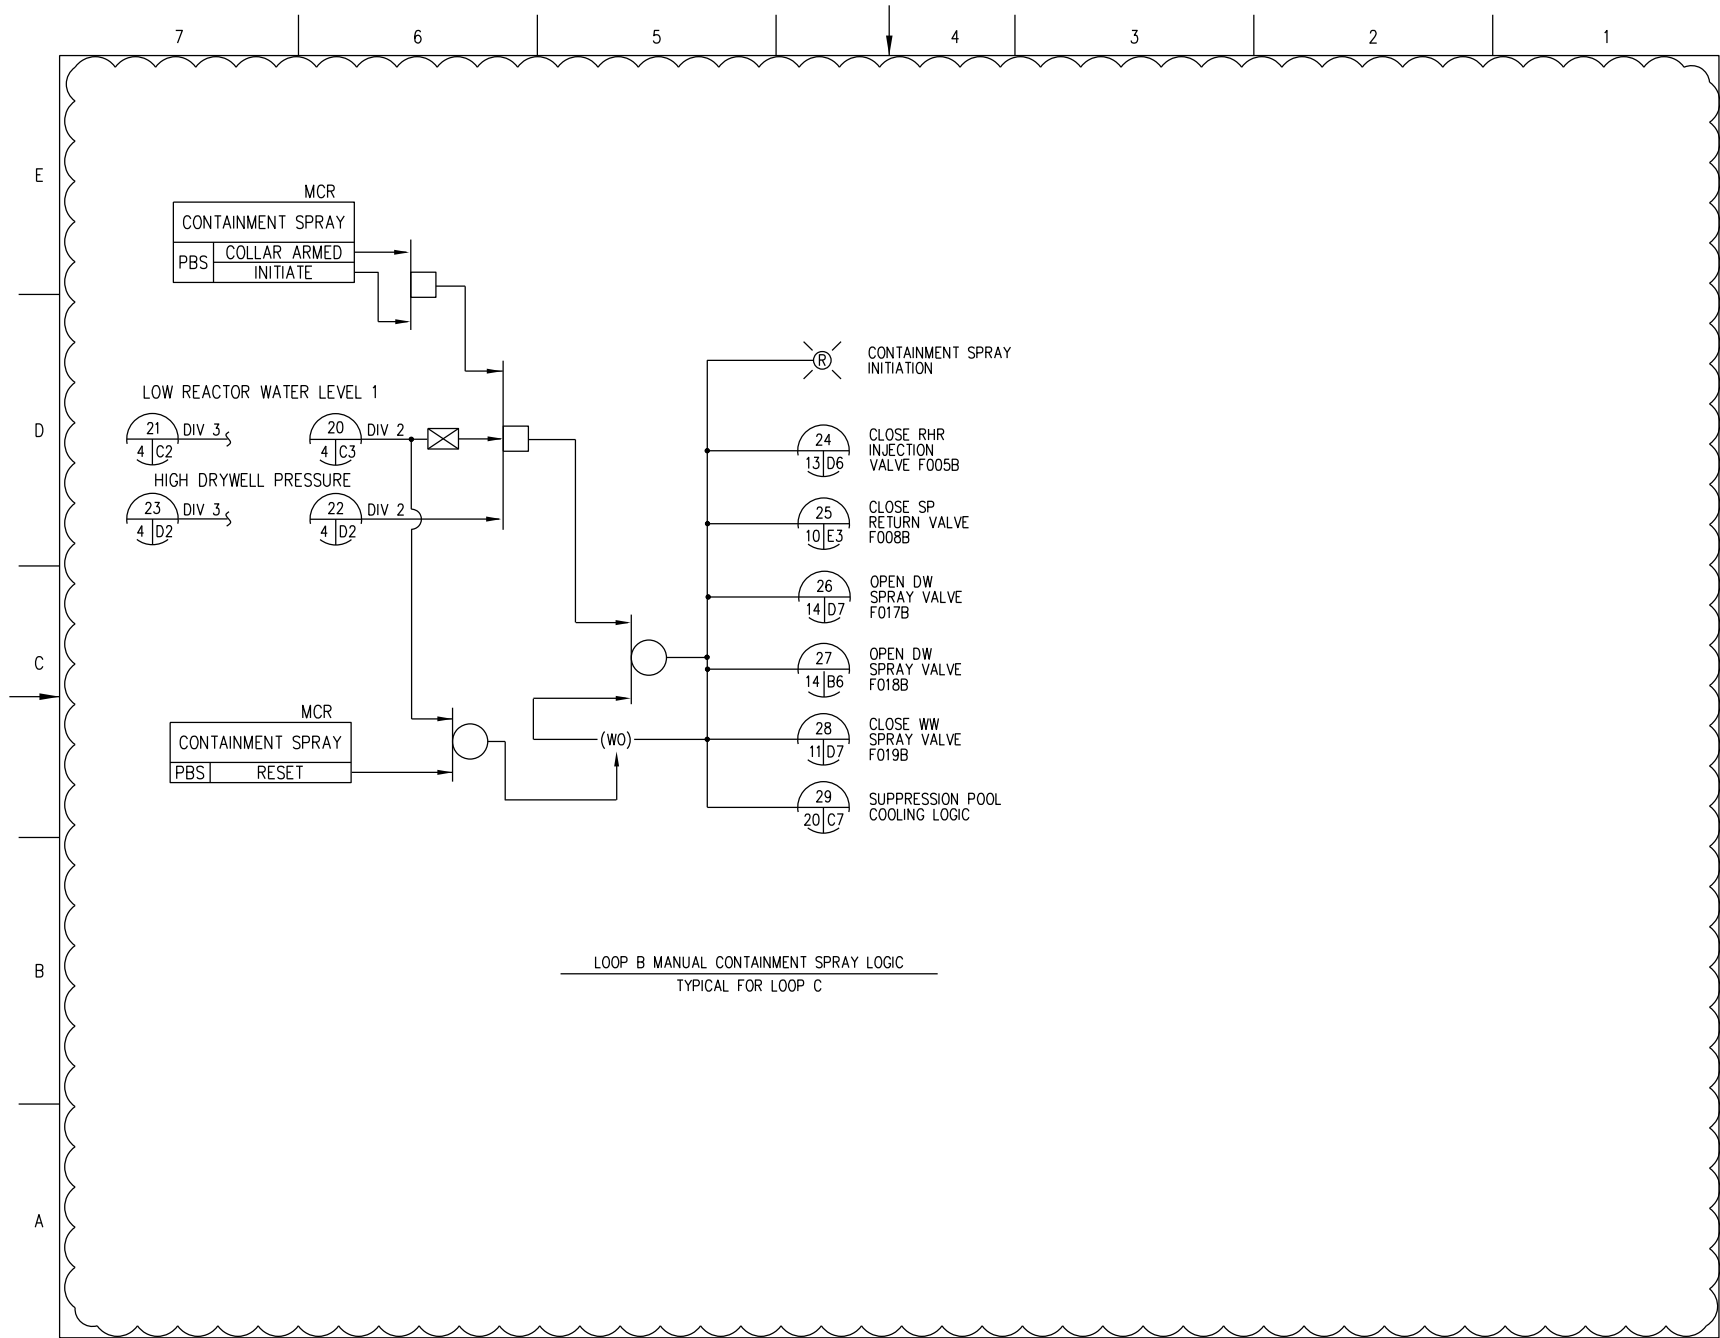 7 6 5 4 3 2 1
E
MCR
CONTAINMENT SPRAY
PBS COLLAR ARMED
INITIATE
R CONTAINMENT SPRAY
INITIATION
LOW REACTOR WATER LEVEL 1
D
21 DIV 3
4 C2
20 DIV 2
4 C3
HIGH DRYWELL PRESSURE
23 DIV 3
4 D2
22 DIV 2
4 D2
24
13 D6
CLOSE RHR
INJECTION
VALVE F005B
25
10 E3
CLOSE SP
RETURN VALVE
F008B
26
14 D7
OPEN DW
SPRAY VALVE
F017B
C
27
14 B6
OPEN DW
SPRAY VALVE
F018B
MCR
CONTAINMENT SPRAY
PBS RESET
(WO)
28
11 D7
CLOSE WW
SPRAY VALVE
F019B
29
20 C7
SUPPRESSION POOL
COOLING LOGIC
B
LOOP B MANUAL CONTAINMENT SPRAY LOGIC
TYPICAL FOR LOOP C
A